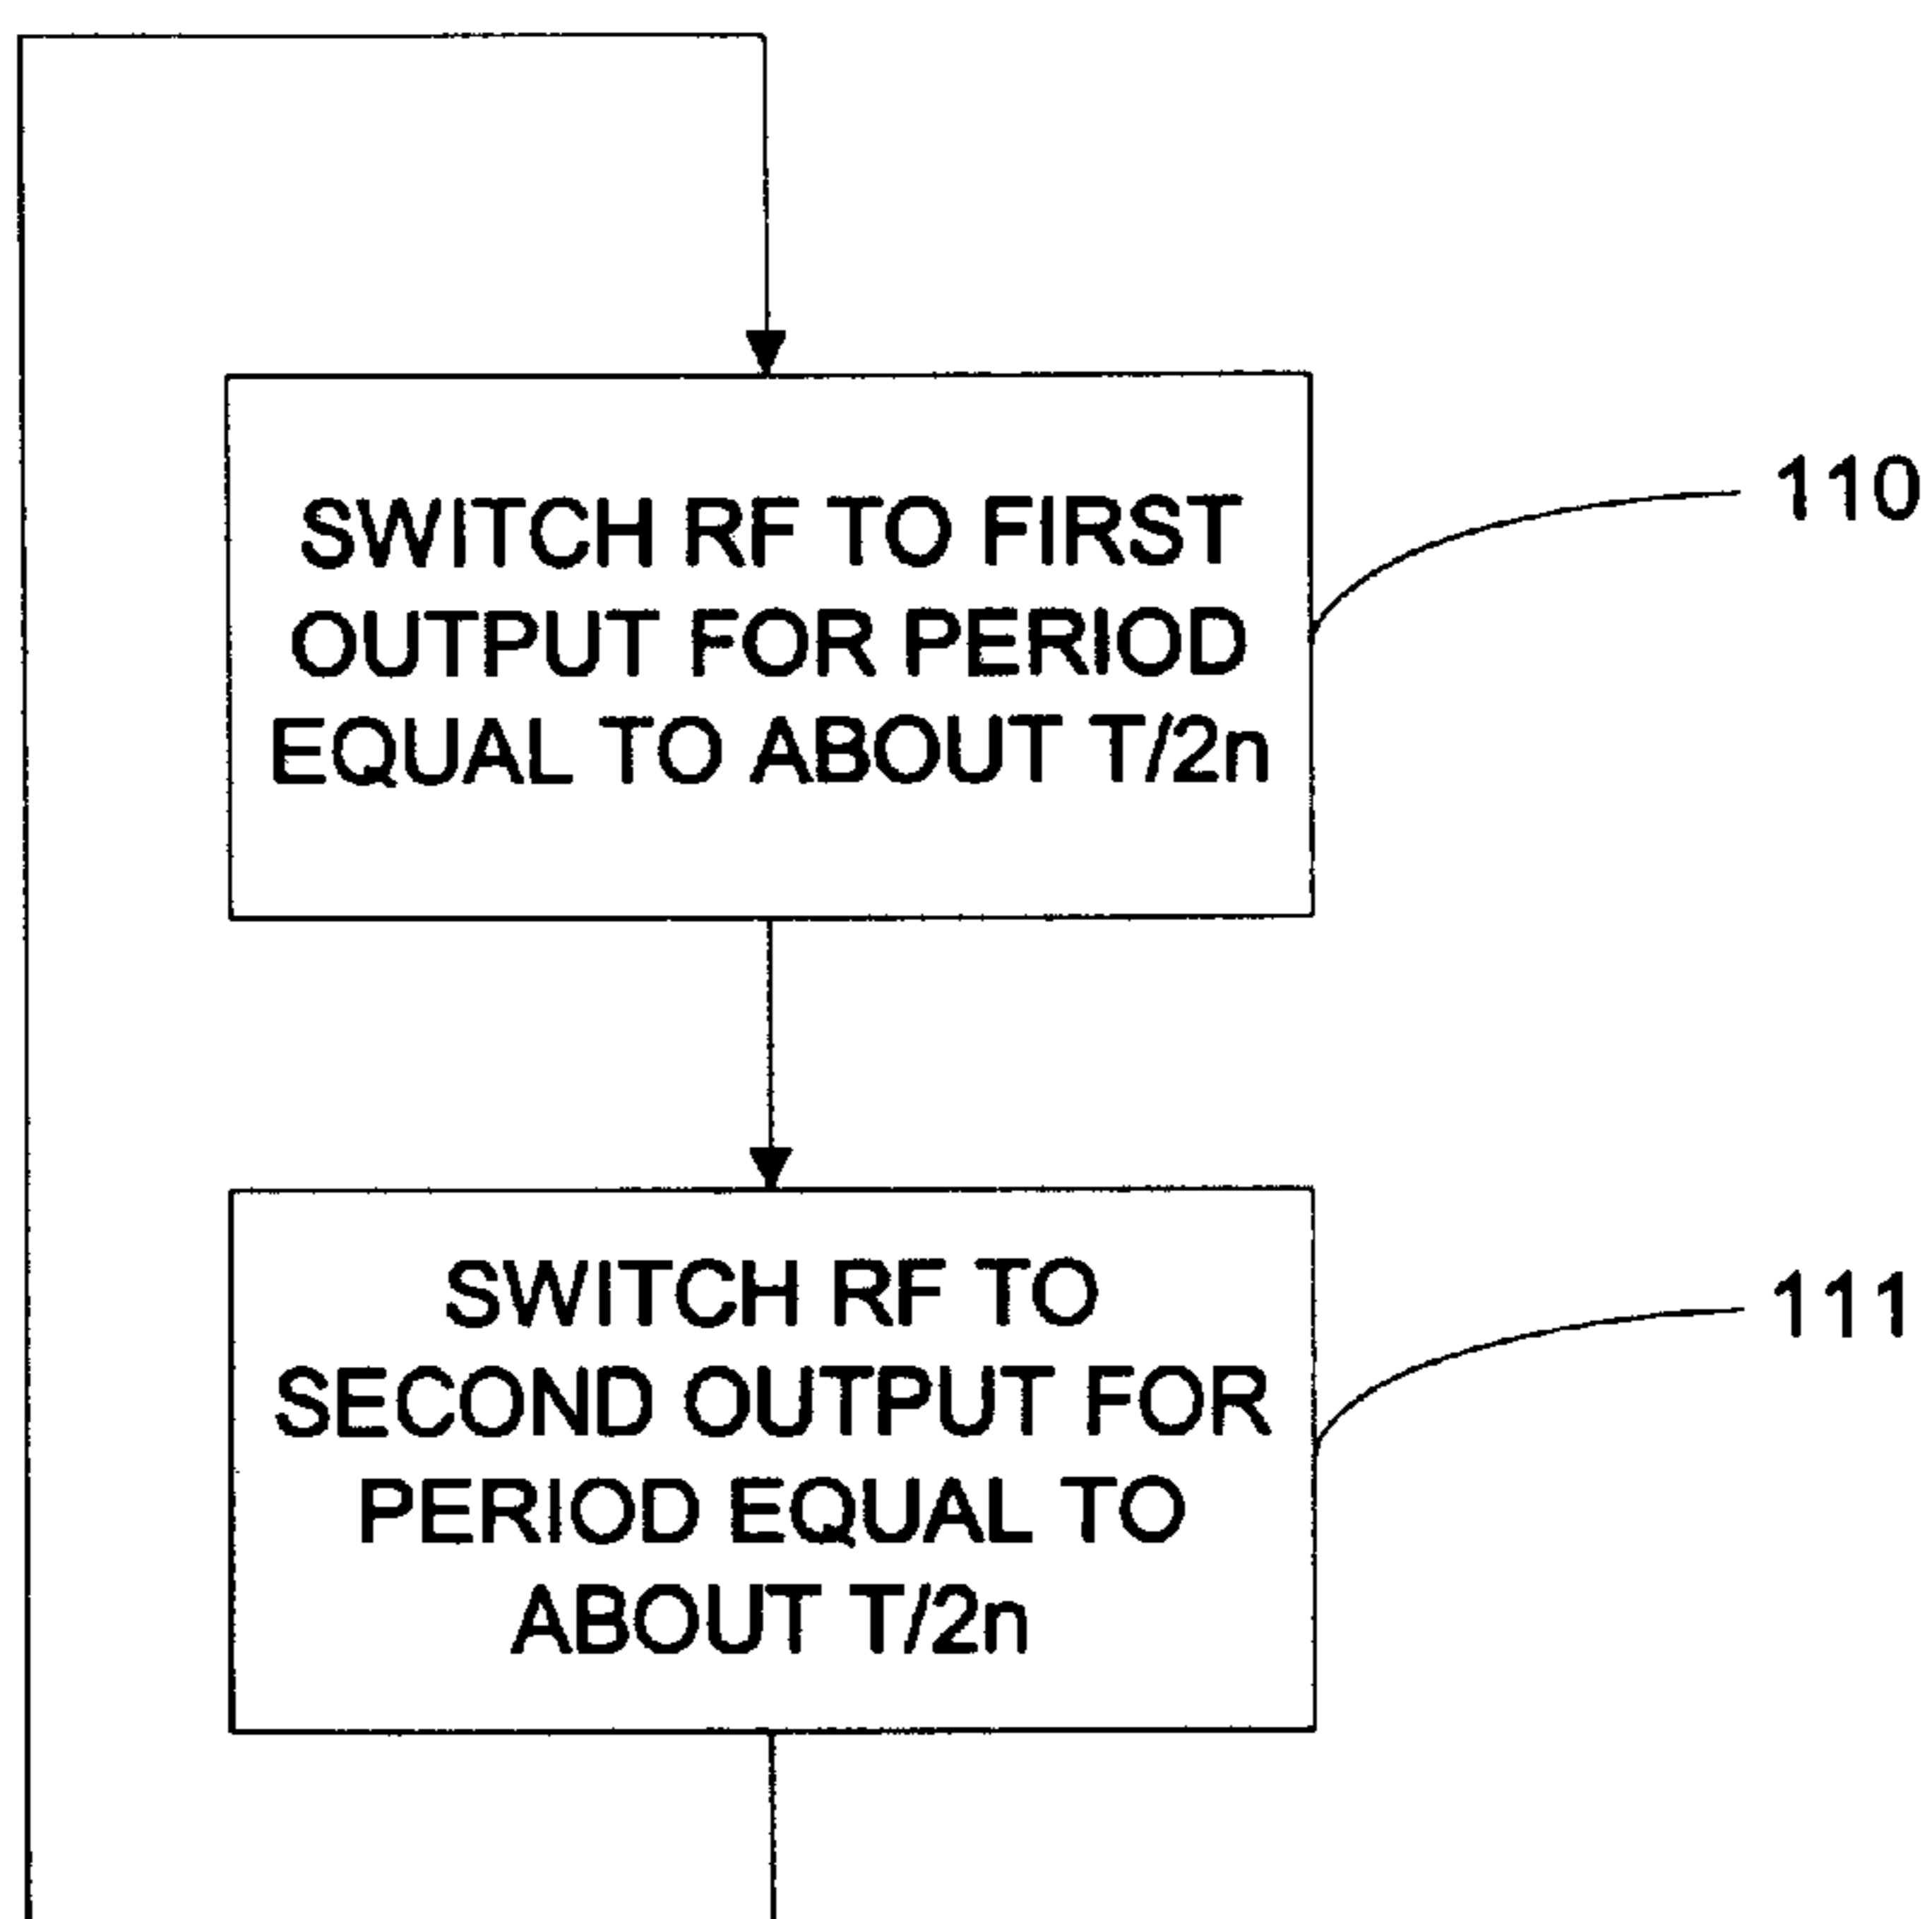 SWITCH RF TO FIRST
OUTPUT FOR PERIOD
EQUAL TO ABOUT T/2n
110
SWITCH RF TO
SECOND OUTPUT FOR
PERIOD EQUAL TO
ABOUT T/2n
111